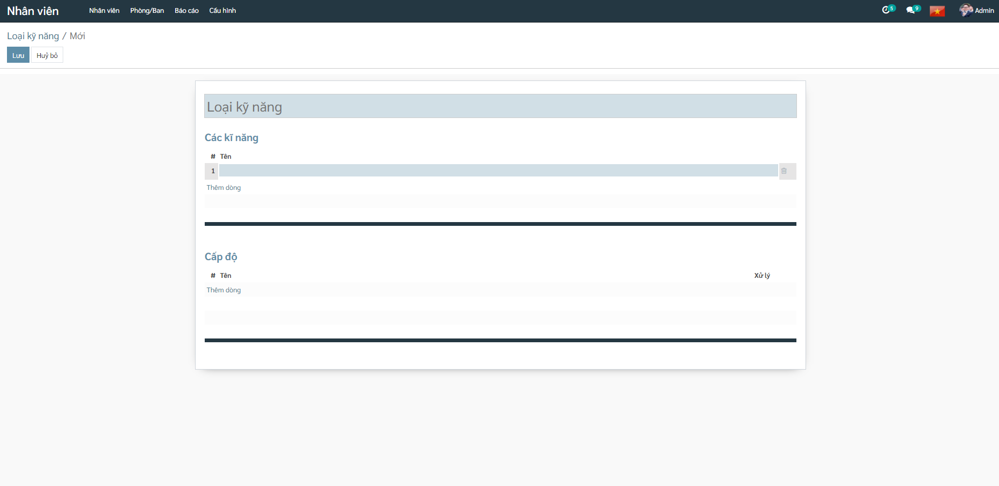 Nhân viên Nhân viên Phòng/Ban Báo cáo Cấu hình 5 9 Admin
Loại kỹ năng / Mới
Lưu Huỷ bỏ
Loại kỹ năng
Các kĩ năng
# Tên
1
Thêm dòng
Cấp độ
# Tên Xử lý
Thêm dòng